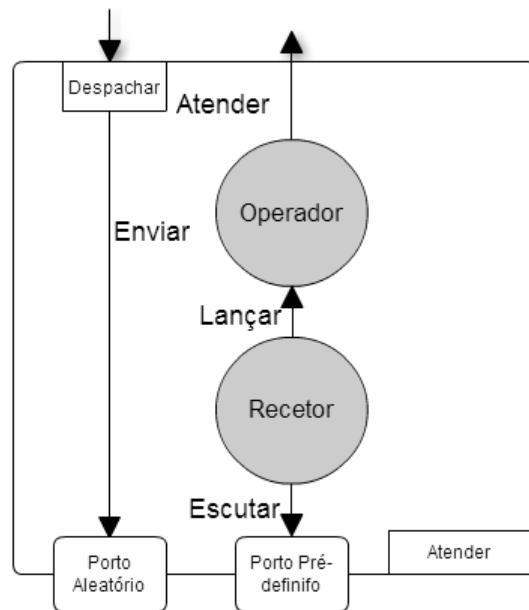 Despachar
Atender
Operador
Enviar
Lançar
Recetor
Escutar
Porto
Aleatório
Porto Pré-
definifo
Atender